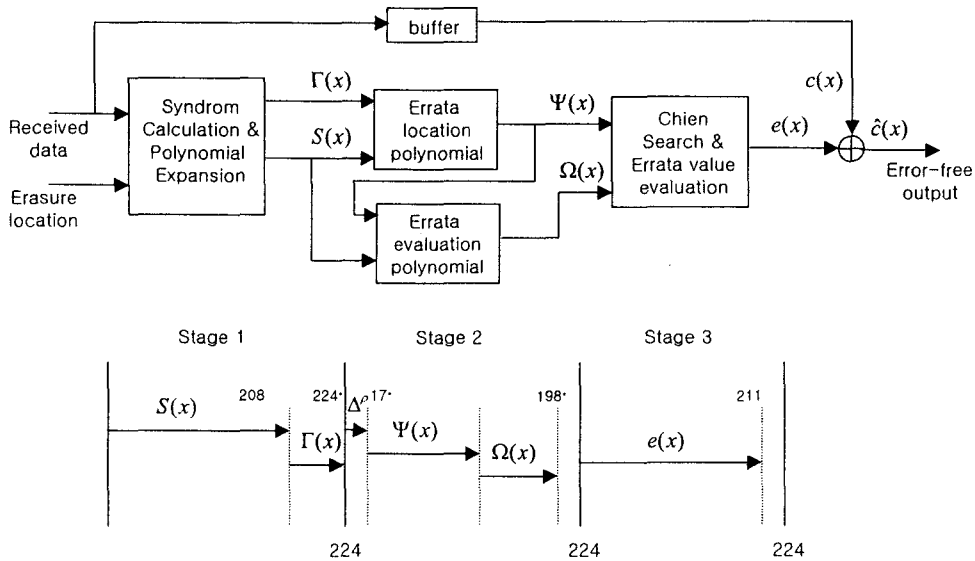 buffer
Γ(x)
Ψ(x)
c(x)
Syndrom
Calculation &
Polynomial
Expansion
Errata
location
polynomial
Chien
Search &
Errata value
evaluation
e(x)
ĉ(x)
Received
data
S(x)
Ω(x)
Error-free
output
Erasure
location
Errata
evaluation
polynomial
Stage 1
Stage 2
Stage 3
S(x)
208
224*
Δρ
17*
198*
211
Γ(x)
Ψ(x)
Ω(x)
e(x)
224
224
224